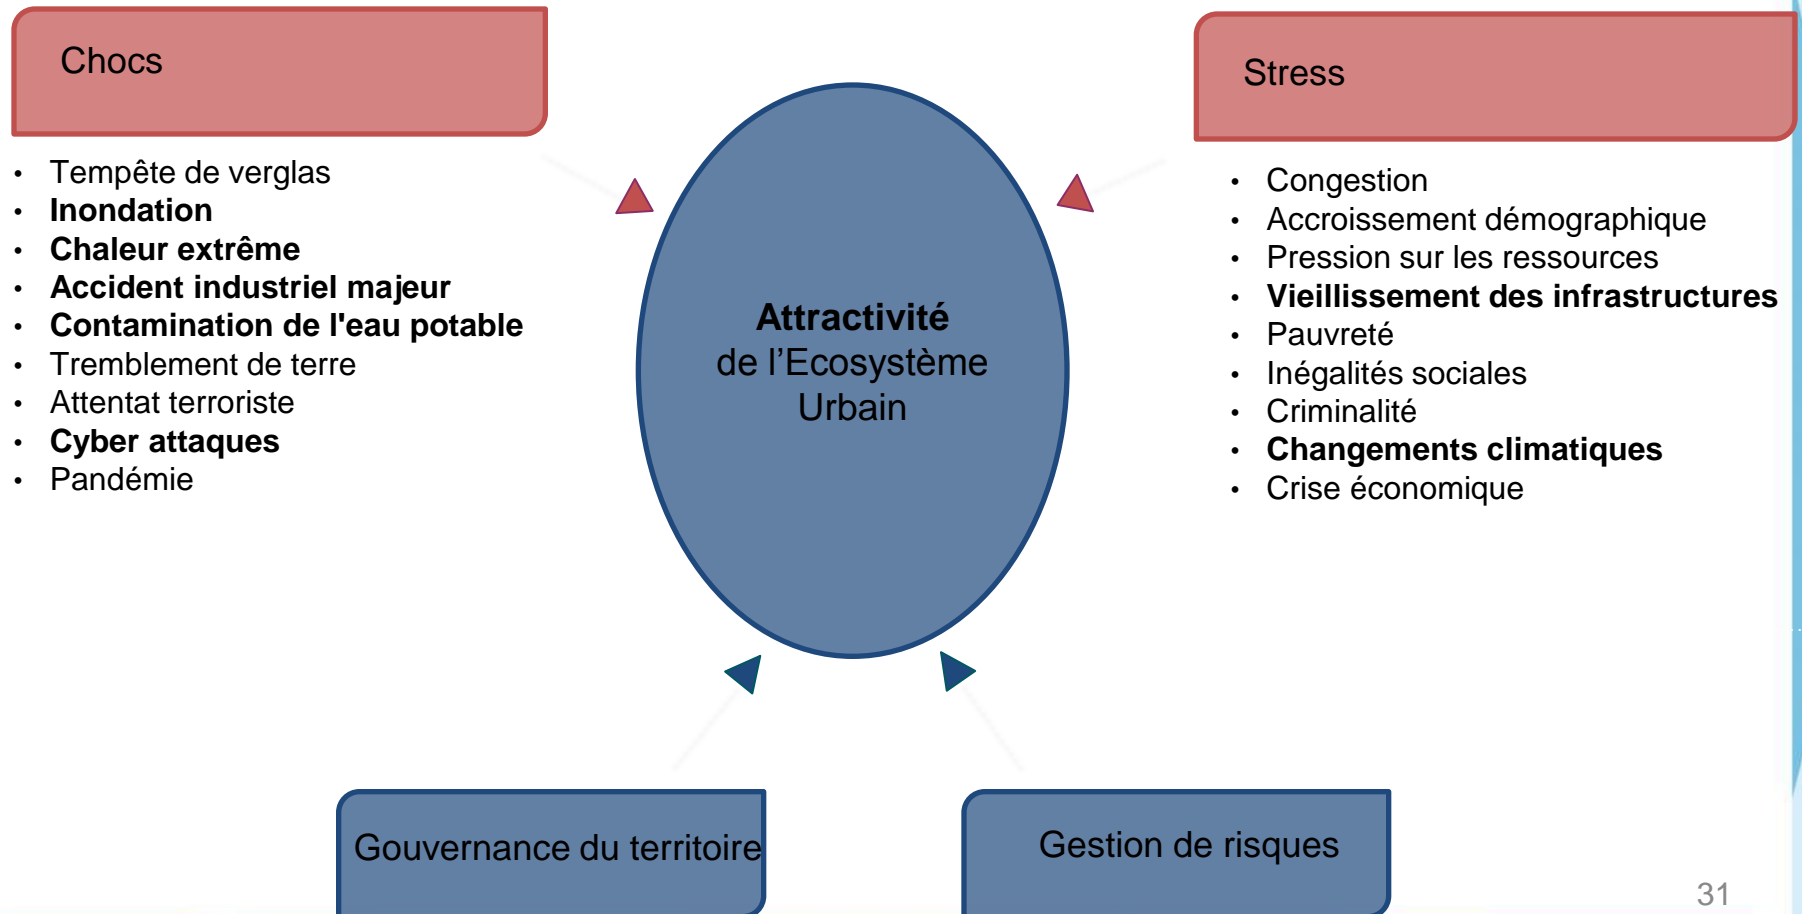 Chocs
• Tempête de verglas
• Inondation
• Chaleur extrême
• Accident industriel majeur
• Contamination de l'eau potable
• Tremblement de terre
• Attentat terroriste
• Cyber attaques
• Pandémie
Attractivité
de l’Ecosystème
Urbain
Stress
• Congestion
• Accroissement démographique
• Pression sur les ressources
• Vieillissement des infrastructures
• Pauvreté
• Inégalités sociales
• Criminalité
• Changements climatiques
• Crise économique
Gouvernance du territoire
Gestion de risques
31